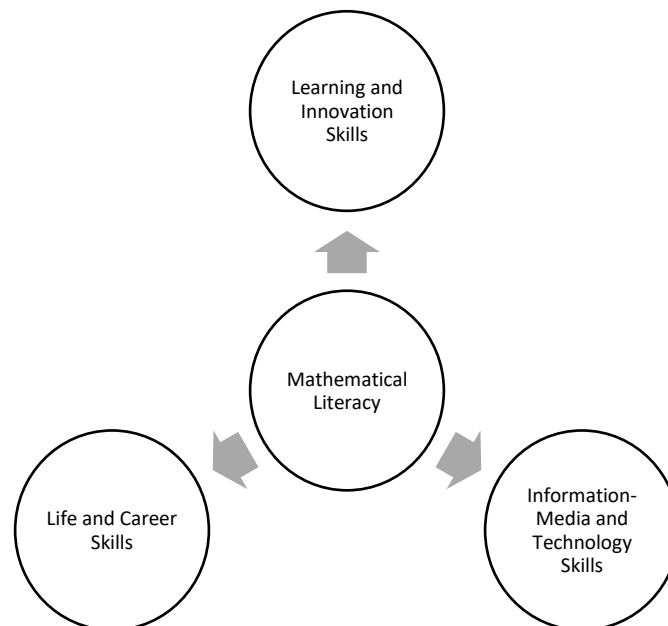 Learning and
Innovation
Skills
Mathematical
Literacy
Life and Career
Skills
Information-
Media and
Technology
Skills